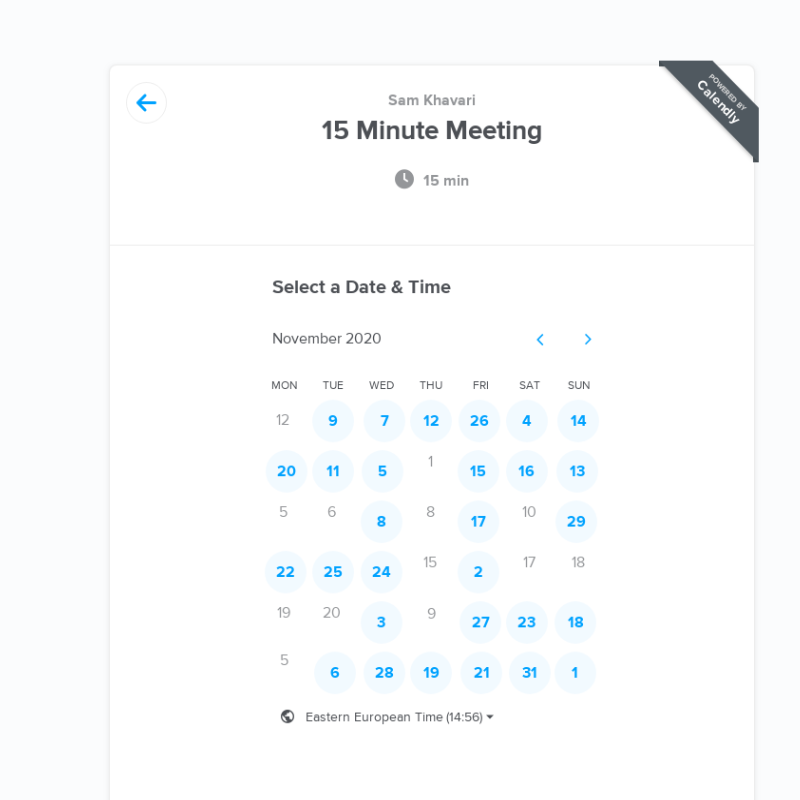 POWERED BY
Calendly
Sam Khavari
15 Minute Meeting
15 min
Select a Date & Time
November 2020
MON TUE WED THU FRI SAT SUN
12 9 7 12 26 4 14
20 11 5 1 15 16 13
5 6 8 8 17 10 29
22 25 24 15 2 17 18
19 20 3 9 27 23 18
5 6 28 19 21 31 1
Eastern European Time (14:56)